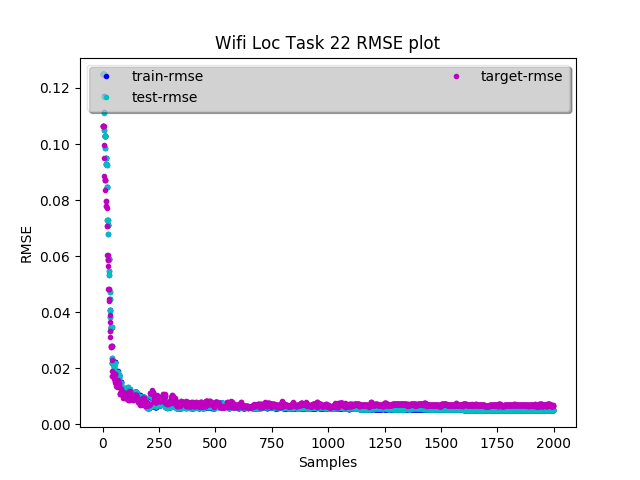 Wifi Loc Task 22 RMSE plot
train-rmse
test-rmse
target-rmse
RMSE
0.12
0.10
0.08
0.06
0.04
0.02
0.00
0 250 500 750 1000 1250 1500 1750 2000
Samples